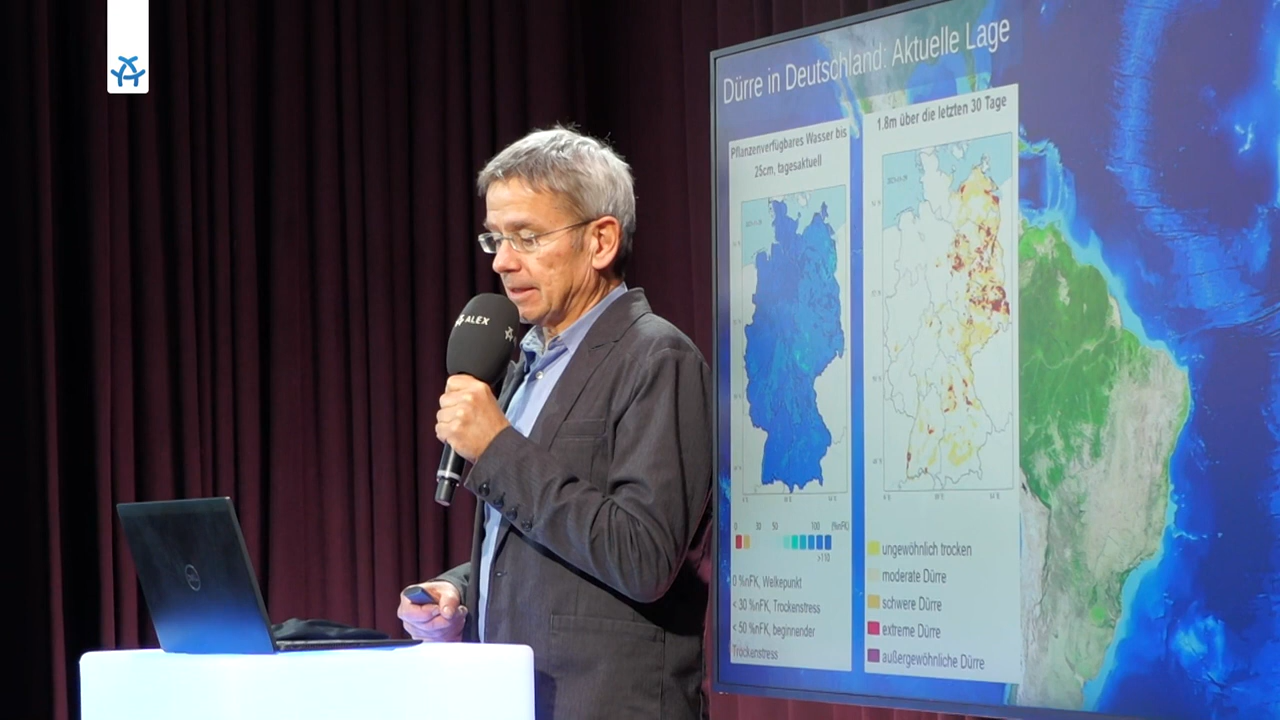 ALEX
DELL
Dürre in Deutschland: Aktuelle Lage
Pflanzenverfügbares Wasser bis
25cm, tagesaktuell
0 30 50 100 (%nFK)
>110
0 %nFK, Welkepunkt
< 30 %nFK, Trockenstress
< 50 %nFK, beginnender
Trockenstress
1.8m über die letzten 30 Tage
ungewöhnlich trocken
moderate Dürre
schwere Dürre
extreme Dürre
außergewöhnliche Dürre